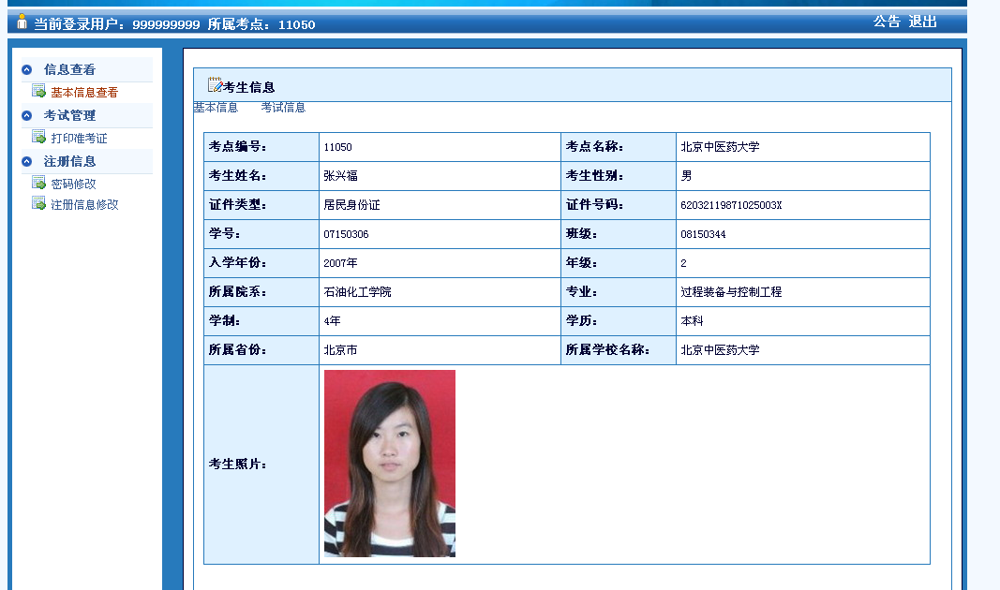 当前登录用户：999999999 所属考点：11050
公告 退出
信息查看
基本信息查看
考试管理
打印准考证
注册信息
密码修改
注册信息修改
考生信息
基本信息 考试信息
考点编号： 11050 考点名称： 北京中医药大学
考生姓名： 张兴福 考生性别： 男
证件类型： 居民身份证 证件号码： 62032119871025003X
学号： 07150306 班级： 08150344
入学年份： 2007年 年级： 2
所属院系： 石油化工学院 专业： 过程装备与控制工程
学制： 4年 学历： 本科
所属省份： 北京市 所属学校名称： 北京中医药大学
考生照片：